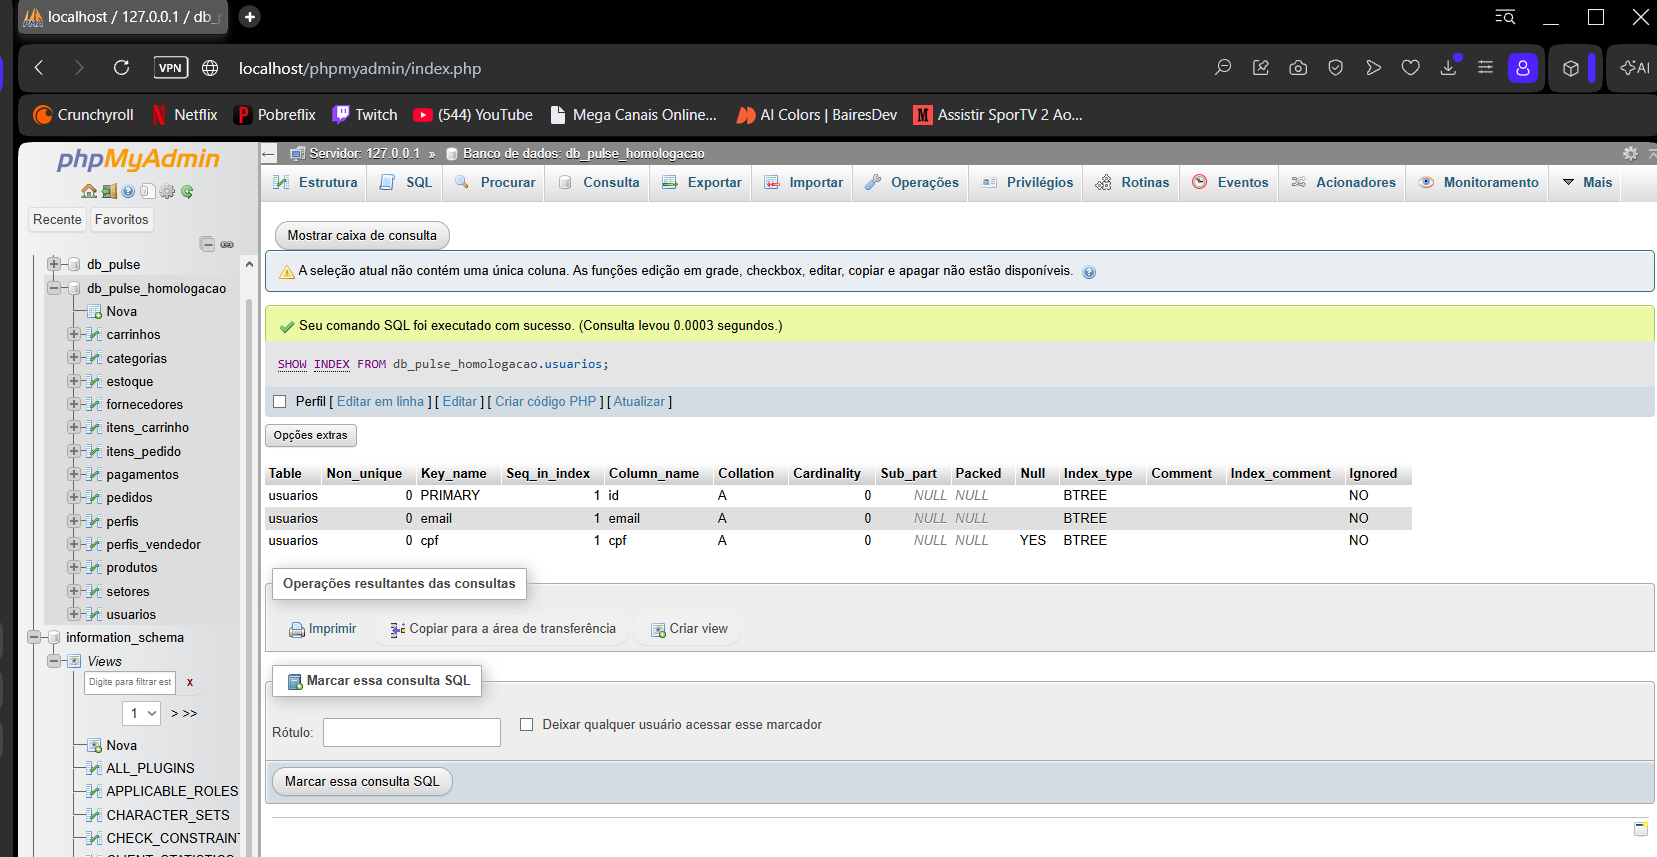 localhost / 127.0.0.1 / db_
VPN
localhost/phpmyadmin/index.php
AI
Crunchyroll
Netflix
Pobreflix
Twitch
(544) YouTube
Mega Canais Online...
AI Colors | BairesDev
Assistir SporTV 2 Ao...
phpMyAdmin
Recente
Favoritos
db_pulse
db_pulse_homologacao
Nova
carrinhos
categorias
estoque
fornecedores
itens_carrinho
itens_pedido
pagamentos
pedidos
perfis
perfis_vendedor
produtos
setores
usuarios
information_schema
Views
Digite para filtrar est
x
1 > >>
Nova
ALL_PLUGINS
APPLICABLE_ROLES
CHARACTER_SETS
CHECK_CONSTRAINT
CLIENT_STATISTICS
Servidor: 127.0.0.1 » Banco de dados: db_pulse_homologacao
Estrutura SQL Procurar Consulta Exportar Importar Operações Privilégios Rotinas Eventos Acionadores Monitoramento Mais
Mostrar caixa de consulta
A seleção atual não contém uma única coluna. As funções edição em grade, checkbox, editar, copiar e apagar não estão disponíveis.
Seu comando SQL foi executado com sucesso. (Consulta levou 0.0003 segundos.)
SHOW INDEX FROM db_pulse_homologacao.usuarios;
Perfil [ Editar em linha ] [ Editar ] [ Criar código PHP ] [ Atualizar ]
Opções extras
Table Non_unique Key_name Seq_in_index Column_name Collation Cardinality Sub_part Packed Null Index_type Comment Index_comment Ignored
usuarios 0 PRIMARY 1 id A 0 NULL NULL BTREE NO
usuarios 0 email 1 email A 0 NULL NULL BTREE NO
usuarios 0 cpf 1 cpf A 0 NULL NULL YES BTREE NO
Operações resultantes das consultas
Imprimir Copiar para a área de transferência Criar view
Marcar essa consulta SQL
Rótulo: Deixar qualquer usuário acessar esse marcador
Marcar essa consulta SQL